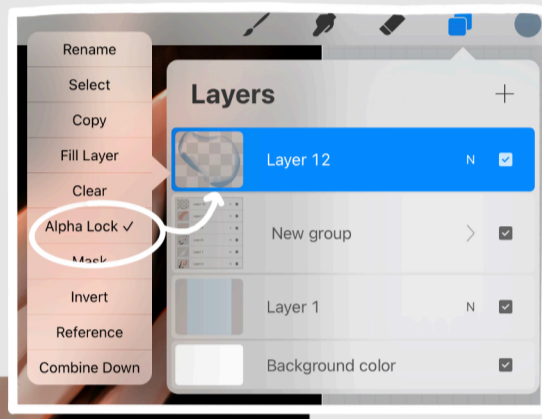 Rename
Select
Copy
Fill Layer
Clear
Alpha Lock ✓
Mask
Invert
Reference
Combine Down
Layers
Layer 12 N
New group
Layer 1 N
Background color